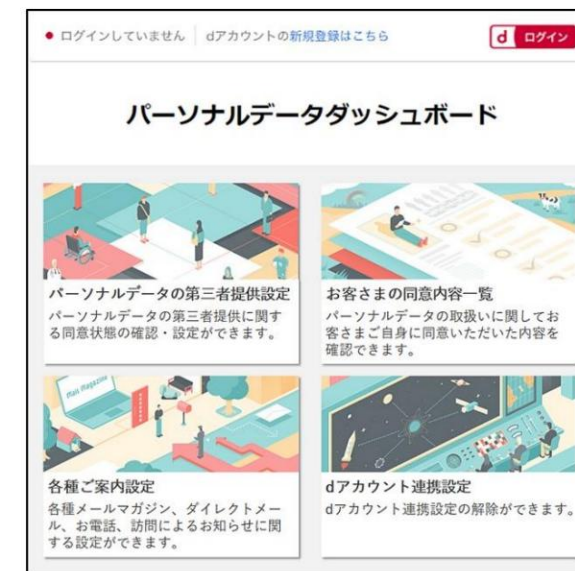 ログインしていません dアカウントの新規登録はこちら d ログイン
パーソナルデータダッシュボード
パーソナルデータの第三者提供設定
パーソナルデータの第三者提供に関す
る同意状態の確認・設定ができます。
お客さまの同意内容一覧
パーソナルデータの取扱いに関してお
客さまご自身に同意いただいた内容を
確認できます。
Mail Magazine
各種ご案内設定
各種メールマガジン、ダイレクトメー
ル、お電話、訪問によるお知らせに関
する設定ができます。
dアカウント連携設定
dアカウント連携設定の解除ができます。